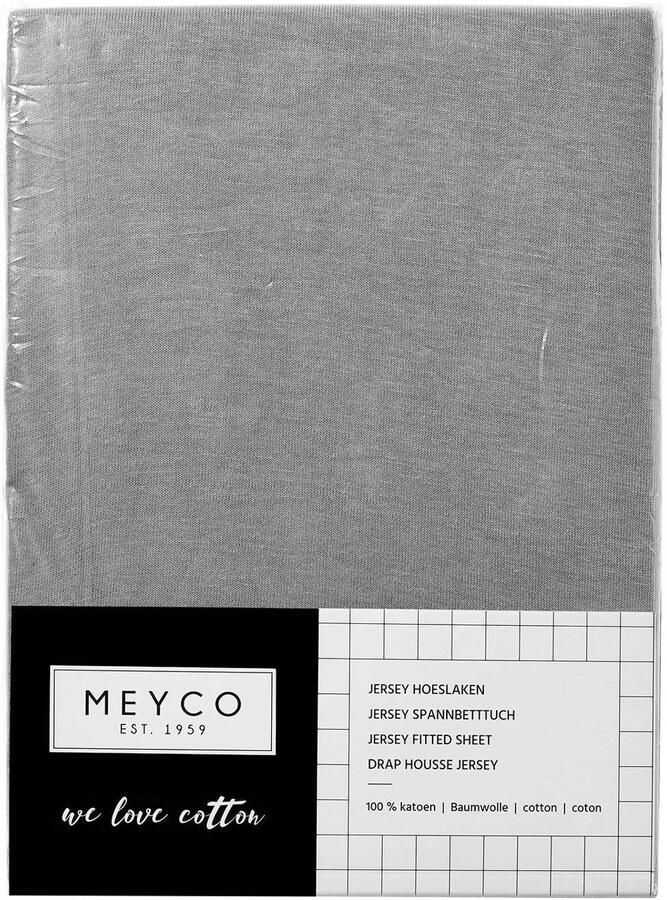 MEYCO
EST. 1959
we love cotton
JERSEY HOESLAKEN
JERSEY SPANNBETTTUCH
JERSEY FITTED SHEET
DRAP HOUSSE JERSEY
100 % katoen | Baumwolle | cotton | coton